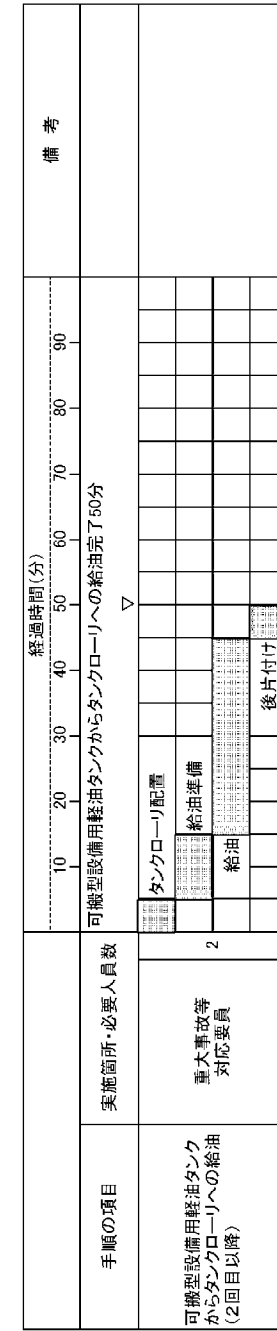 経過時間(分)
備 考
10 20 30 40 50 60 70 80 90
手順の項目
実施箇所・必要人員数
可搬型設備用軽油タンクからタンクローリへの給油完了50分
▽
可搬型設備用軽油タンク
からタンクローリへの給油
(2回目以降)
重大事故等
対応要員
2
タンクローリ配置
給油準備
給油
後片付け